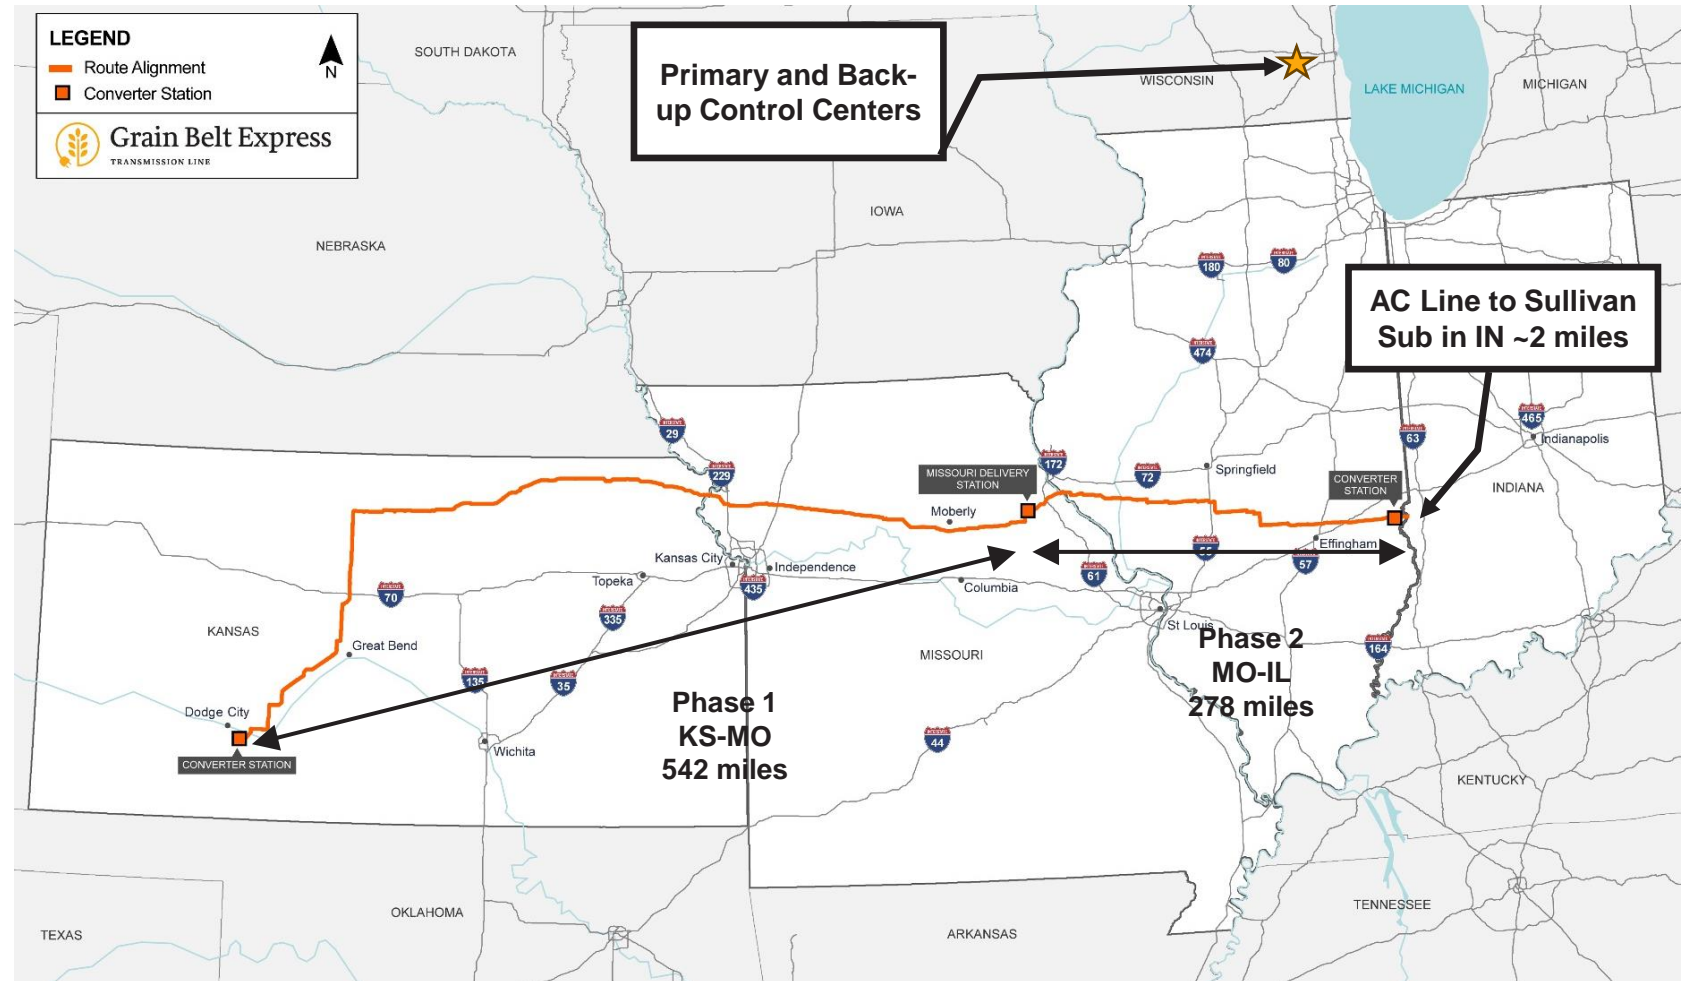 LEGEND
Route Alignment
Converter Station
N
Grain Belt Express
TRANSMISSION LINE
SOUTH DAKOTA
Primary and Back-
up Control Centers
WISCONSIN
LAKE MICHIGAN
MICHIGAN
IOWA
NEBRASKA
180
80
AC Line to Sullivan
Sub in IN ~2 miles
474
29
465
63
Indianapolis
229
172
72
Springfield
MISSOURI DELIVERY
STATION
CONVERTER
STATION
INDIANA
Moberly
Effingham
55
57
Kansas City
Independence
Topeka
435
61
Columbia
70
335
St Louis
KANSAS
Great Bend
MISSOURI
164
Phase 2
MO-IL
278 miles
135
35
Phase 1
KS-MO
542 miles
Dodge City
CONVERTER STATION
Wichita
44
KENTUCKY
OKLAHOMA
TENNESSEE
TEXAS
ARKANSAS